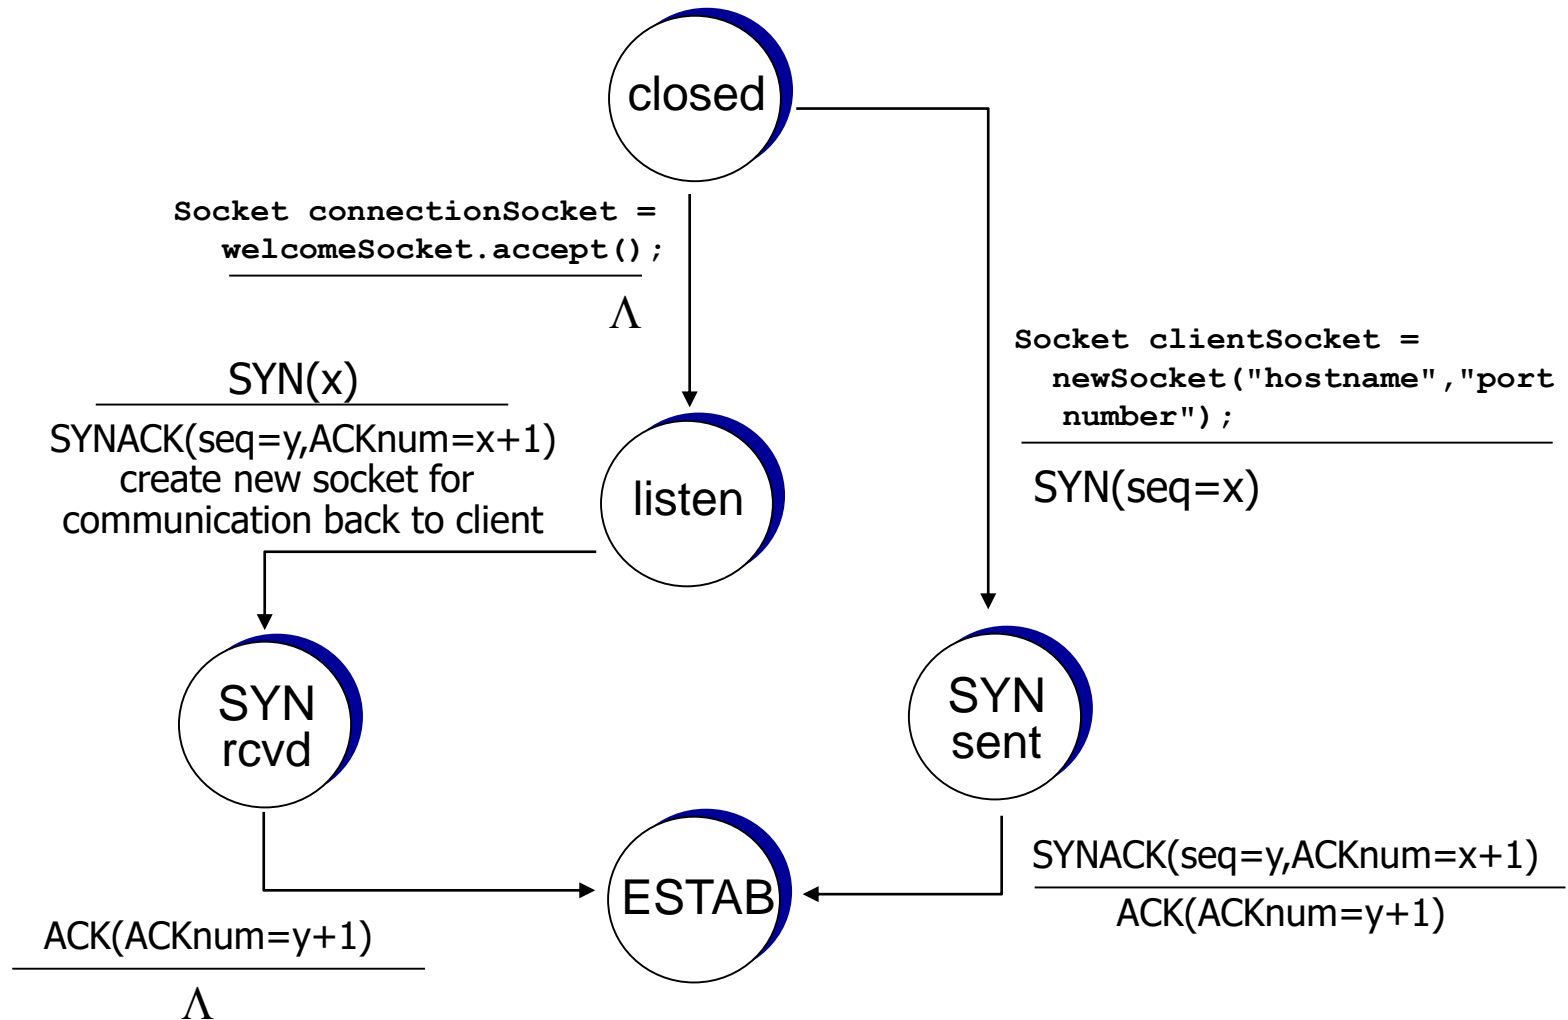 closed
Socket connectionSocket =
welcomeSocket.accept();
Λ
Socket clientSocket =
newSocket("hostname","port
number");
SYN(seq=x)
SYN(x)
SYNACK(seq=y,ACKnum=x+1)
create new socket for
communication back to client
listen
SYN
rcvd
SYN
sent
ESTAB
SYNACK(seq=y,ACKnum=x+1)
ACK(ACKnum=y+1)
ACK(ACKnum=y+1)
Λ